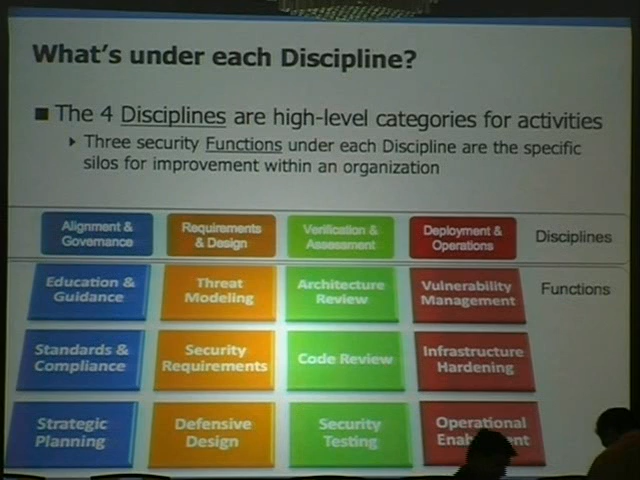 What's under each Discipline?
The 4 Disciplines are high-level categories for activities
Three security Functions under each Discipline are the specific
silos for improvement within an organization
Alignment &
Governance
Requirements
& Design
Verification &
Assessment
Deployment &
Operations
Disciplines
Education &
Guidance
Threat
Modeling
Architecture
Review
Vulnerability
Management
Functions
Standards &
Compliance
Security
Requirements
Code Review
Infrastructure
Hardening
Strategic
Planning
Defensive
Design
Security
Testing
Operational